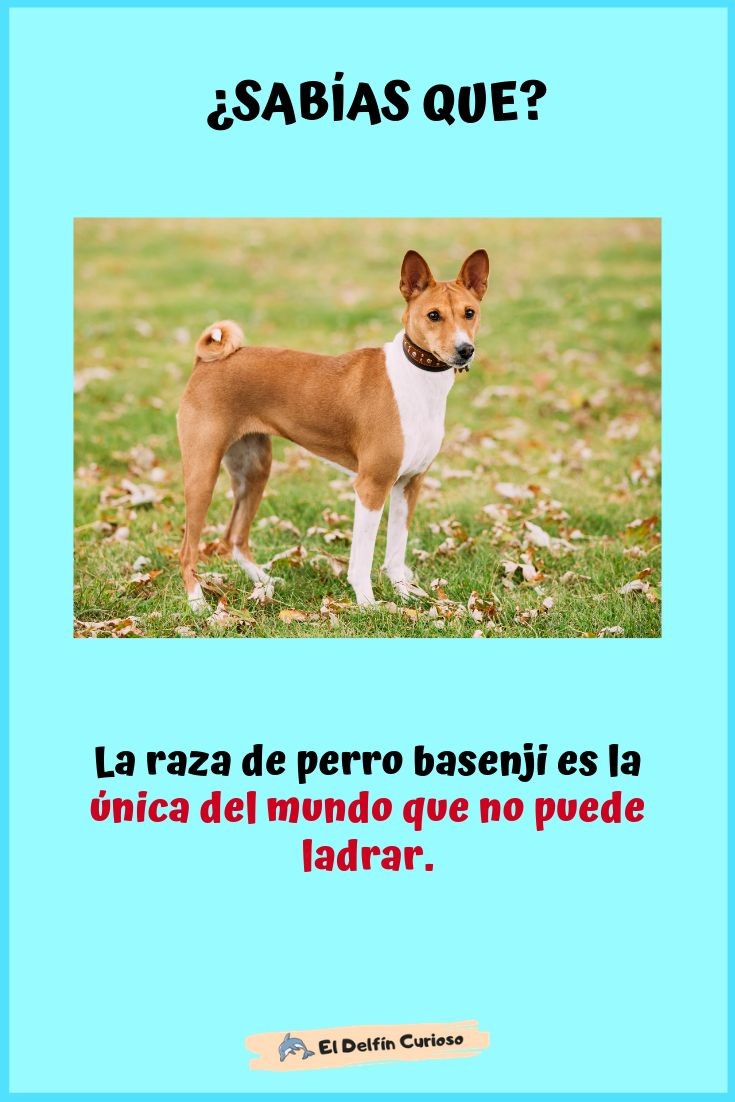 ¿SABÍAS QUE?
La raza de perro basenji es la
única del mundo que no puede
ladrar.
El Delfín Curioso